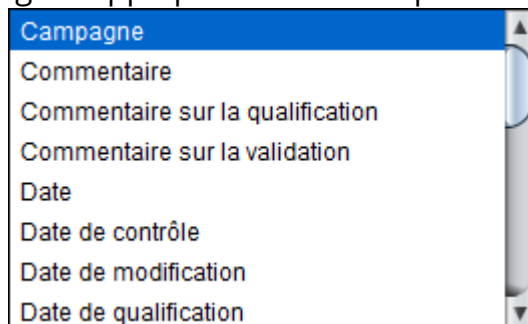 Campagne
Commentaire
Commentaire sur la qualification
Commentaire sur la validation
Date
Date de contrôle
Date de modification
Date de qualification